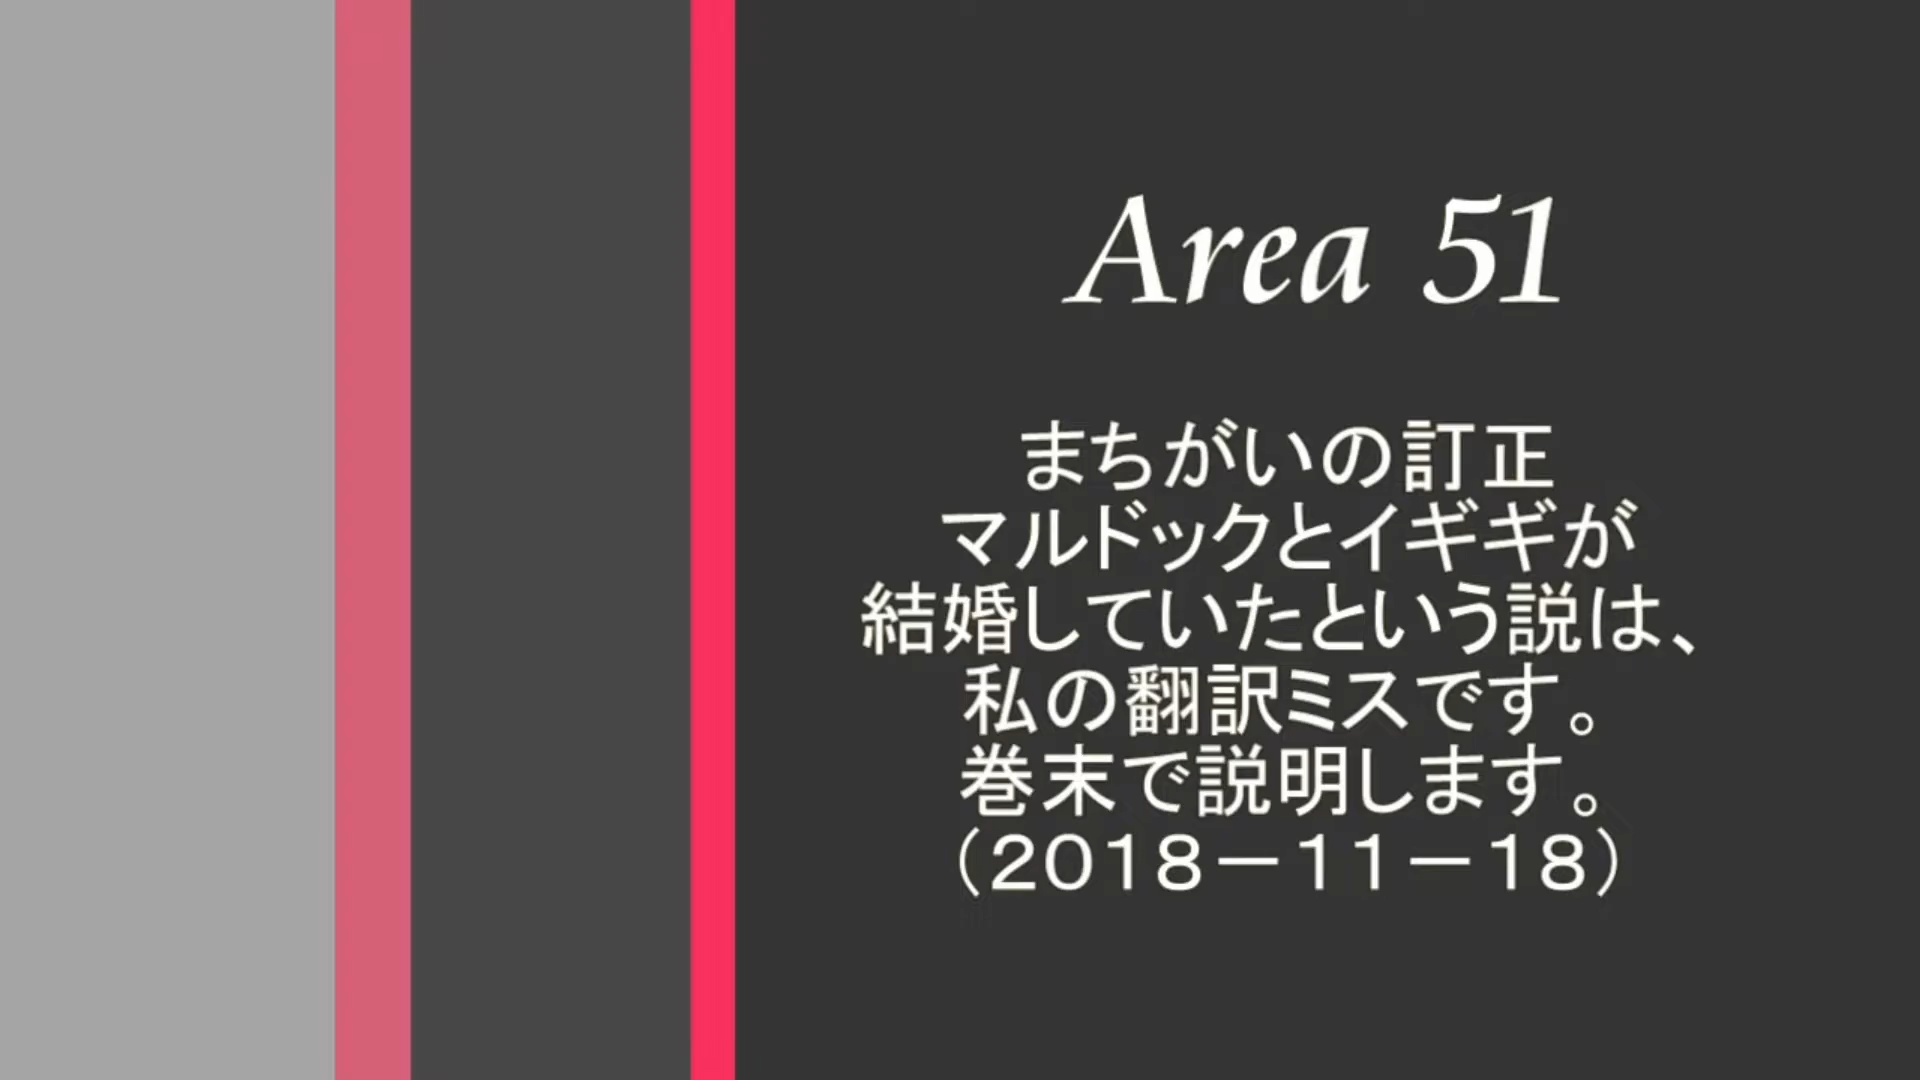 Area 51
まちがいの訂正
マルドックとイギギが
結婚していたという説は、
私の翻訳ミスです。
巻末で説明します。
（２０１８－１１－１８）